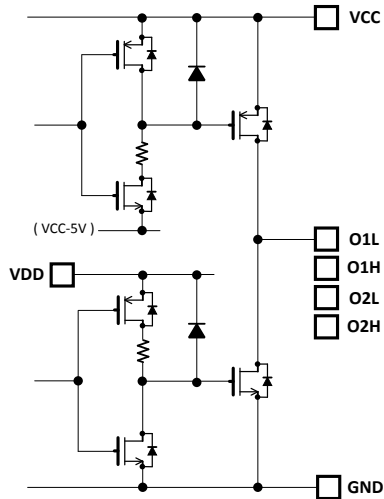 VCC
( VCC-5V )
O1L
O1H
VDD
O2L
O2H
GND